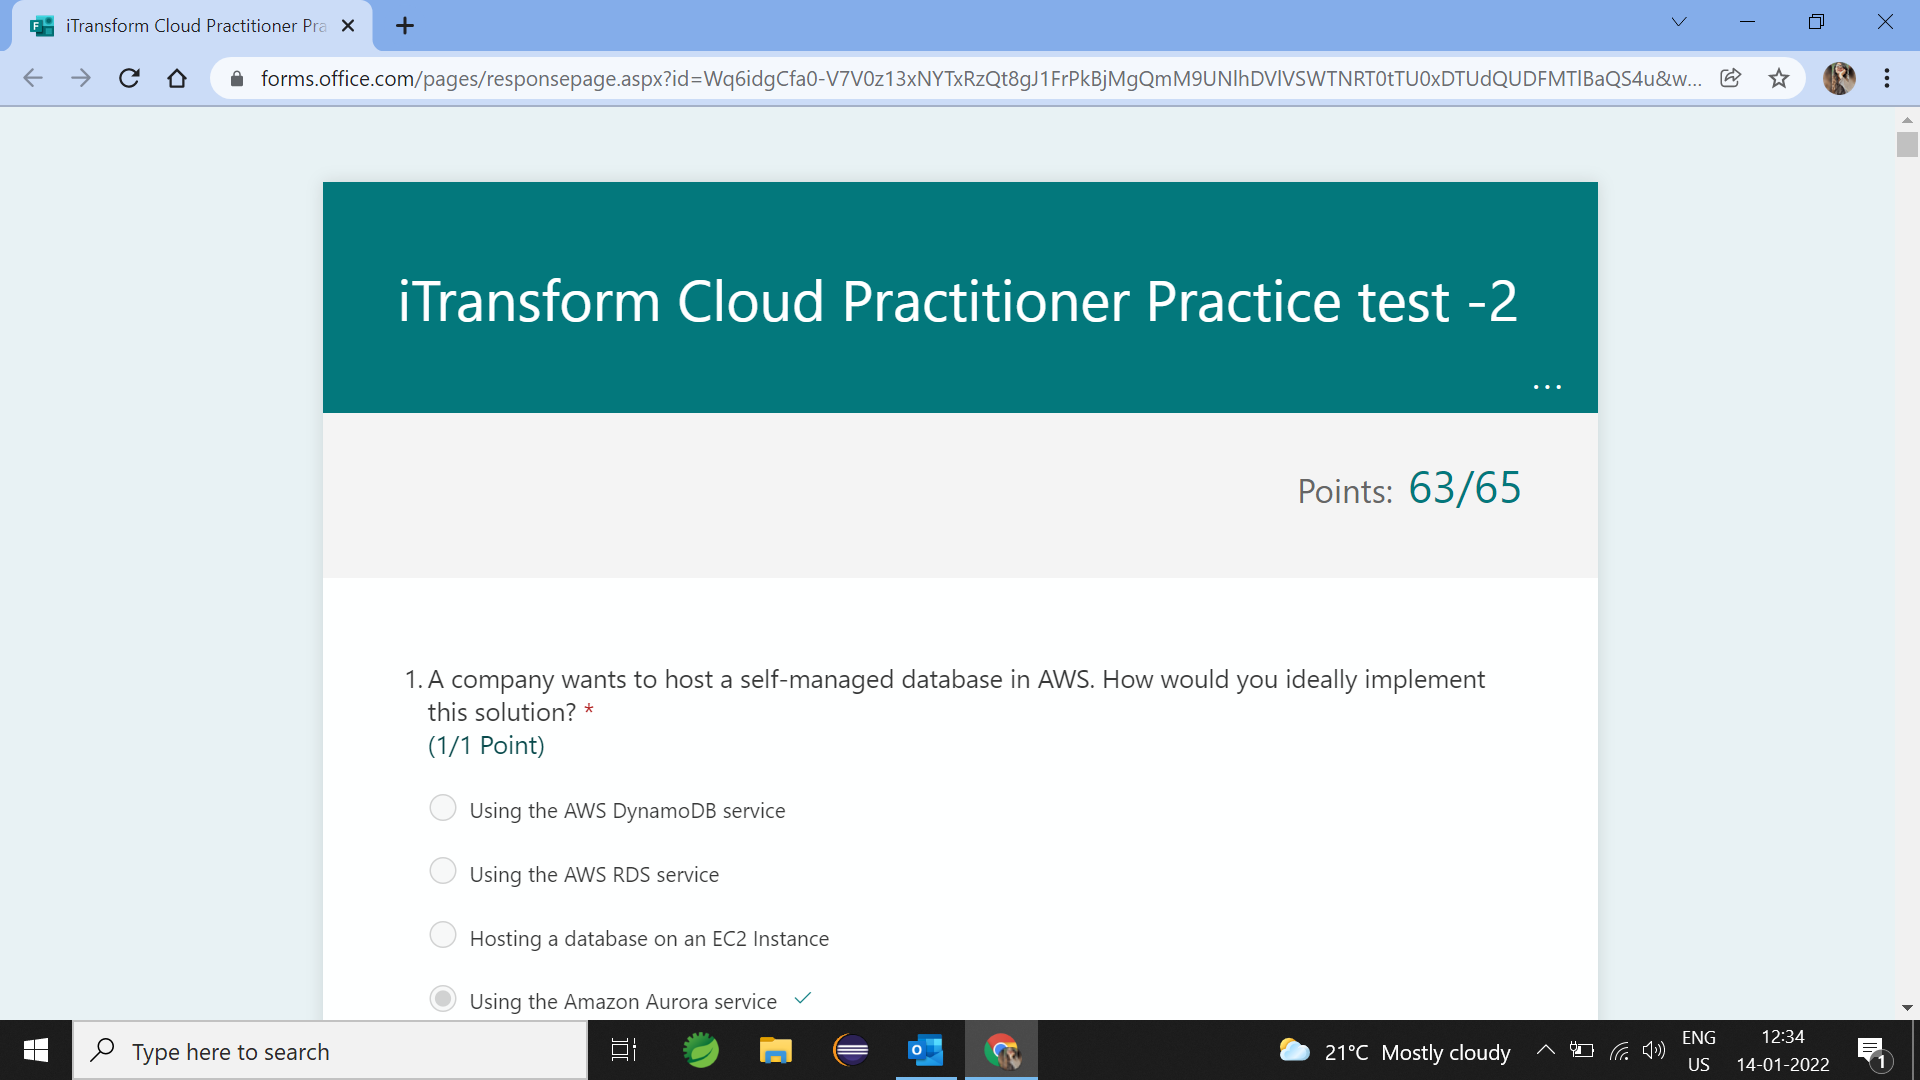 iTransform Cloud Practitioner Pra
forms.office.com/pages/responsepage.aspx?id=Wq6idgCfa0-V7V0z13xNYTxRzQt8gJ1FrPkBjMgQmM9UNlhDVlVSWTNRT0tTU0xDTUdQUDFMTlBaQS4u&w...
iTransform Cloud Practitioner Practice test -2
...
Points: 63/65
1. A company wants to host a self-managed database in AWS. How would you ideally implement
this solution? *
(1/1 Point)
Using the AWS DynamoDB service
Using the AWS RDS service
Hosting a database on an EC2 Instance
Using the Amazon Aurora service
Type here to search
21°C Mostly cloudy
ENG
US
12:34
14-01-2022
1